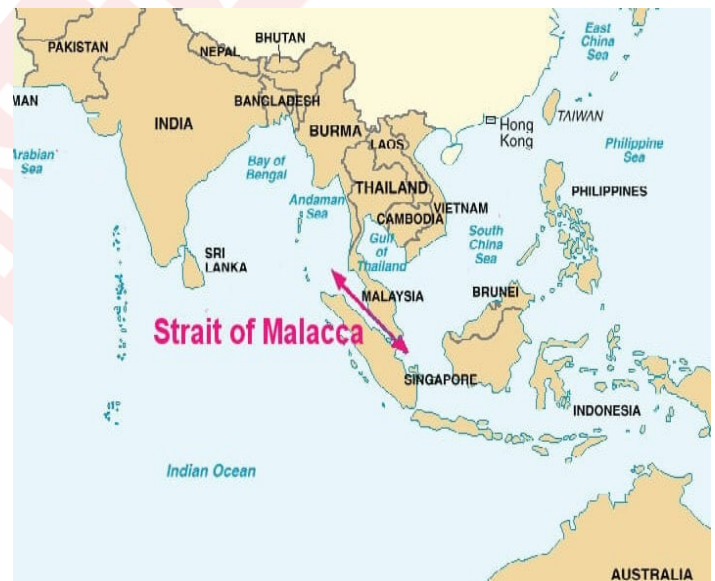 East
China
Sea
BHUTAN
PAKISTAN
NEPAL
MAN
BANGLADESH
TAIWAN
INDIA
BURMA
Hong
Kong
LAOS
Arabian
Sea
Bay of
Bengal
Philippine
Sea
THAILAND
PHILIPPINES
Andaman
Sea
VIETNAM
CAMBODIA
South
China
Sea
Gulf
of
Thailand
SRI
LANKA
MALAYSIA
BRUNEI
Strait of Malacca
SINGAPORE
INDONESIA
Indian Ocean
AUSTRALIA